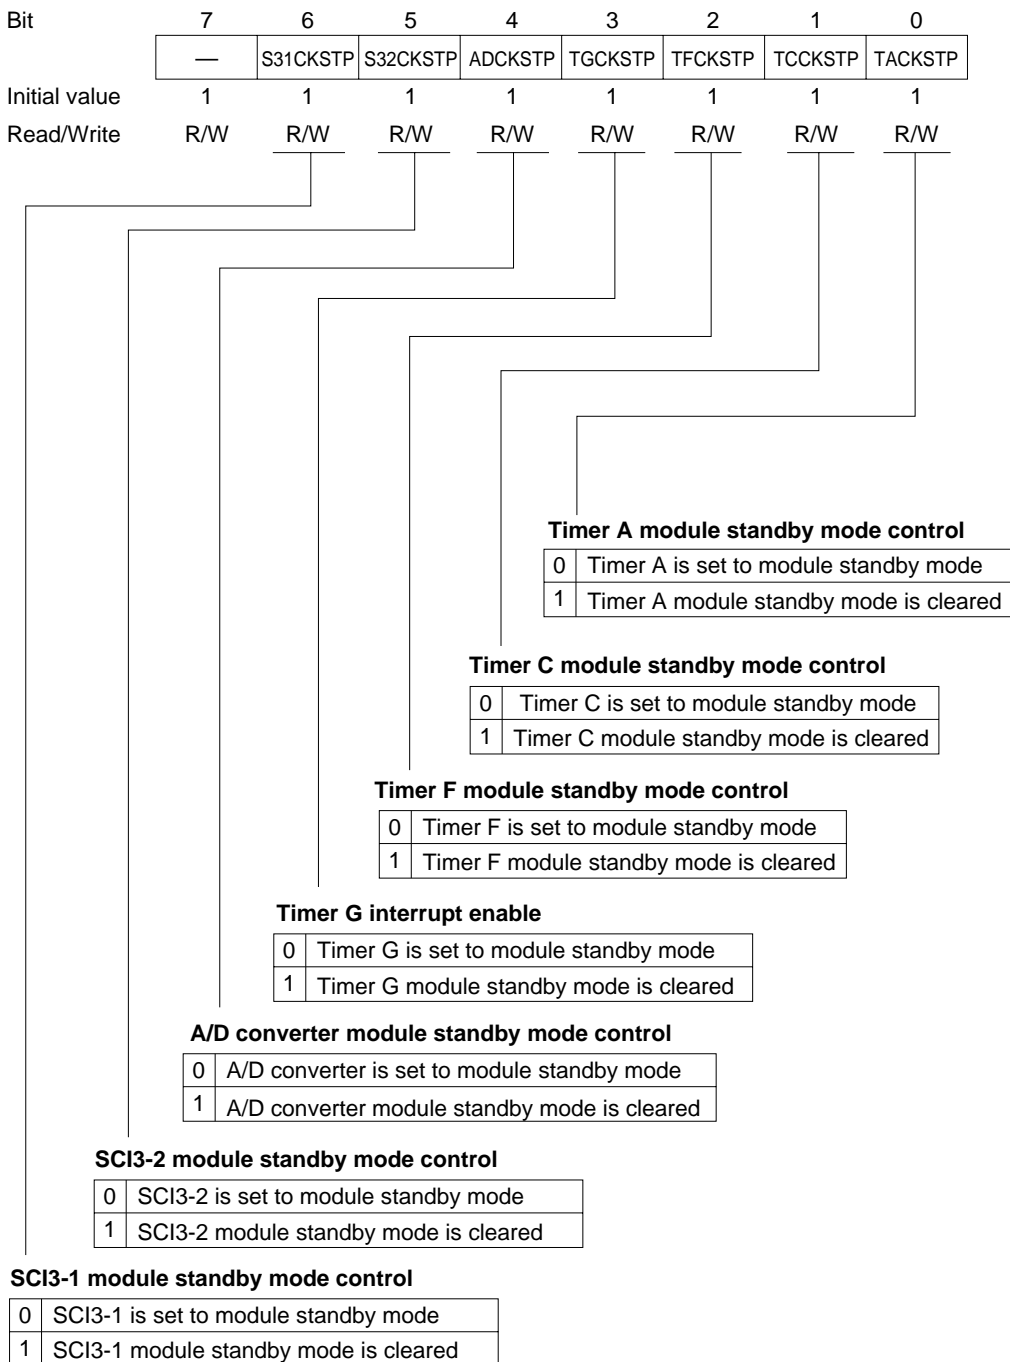 Bit 7 6 5 4 3 2 1 0
— S31CKSTP S32CKSTP ADCKSTP TGCKSTP TFCKSTP TCCKSTP TACKSTP
Initial value 1 1 1 1 1 1 1 1
Read/Write R/W R/W R/W R/W R/W R/W R/W R/W
Timer A module standby mode control
0 Timer A is set to module standby mode
1 Timer A module standby mode is cleared
Timer C module standby mode control
0 Timer C is set to module standby mode
1 Timer C module standby mode is cleared
Timer F module standby mode control
0 Timer F is set to module standby mode
1 Timer F module standby mode is cleared
Timer G interrupt enable
0 Timer G is set to module standby mode
1 Timer G module standby mode is cleared
A/D converter module standby mode control
0 A/D converter is set to module standby mode
1 A/D converter module standby mode is cleared
SCI3-2 module standby mode control
0 SCI3-2 is set to module standby mode
1 SCI3-2 module standby mode is cleared
SCI3-1 module standby mode control
0 SCI3-1 is set to module standby mode
1 SCI3-1 module standby mode is cleared